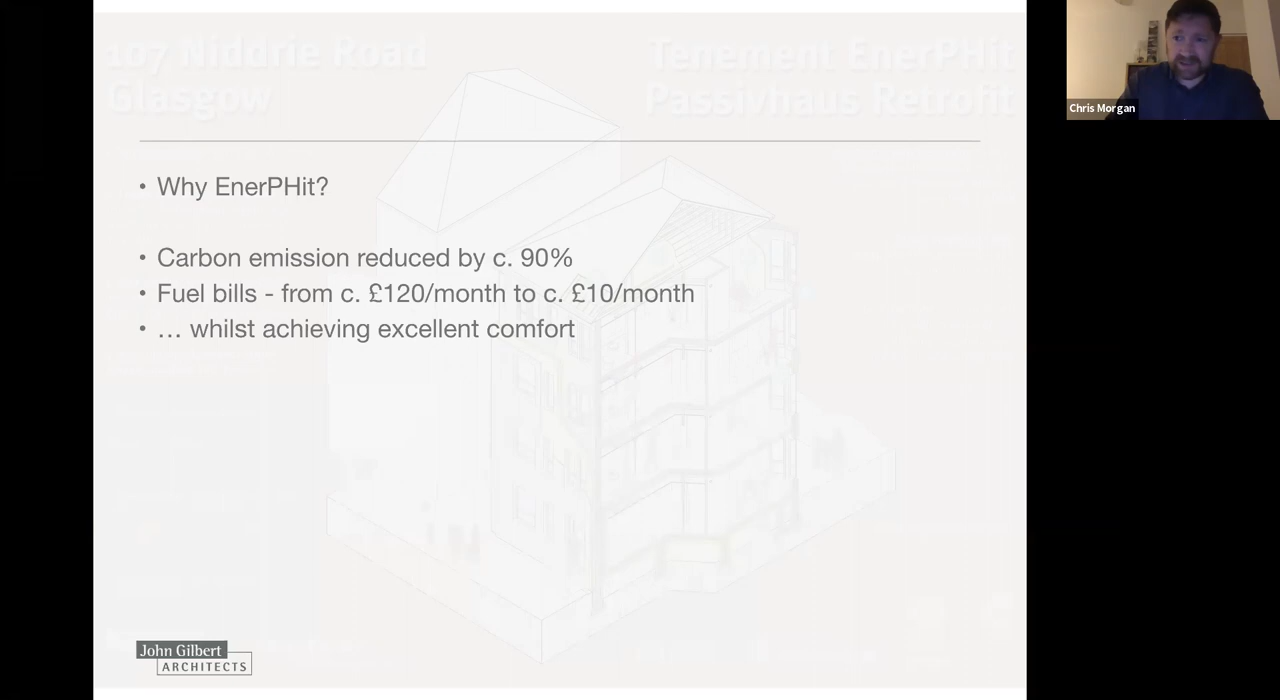 107 Niddrie Road
Glasgow
Tenement EnerPHit
Passivhaus Retrofit
Chris Morgan
• Why EnerPHit?
• Carbon emission reduced by c. 90%
• Fuel bills - from c. £120/month to c. £10/month
• … whilst achieving excellent comfort
John Gilbert
ARCHITECTS